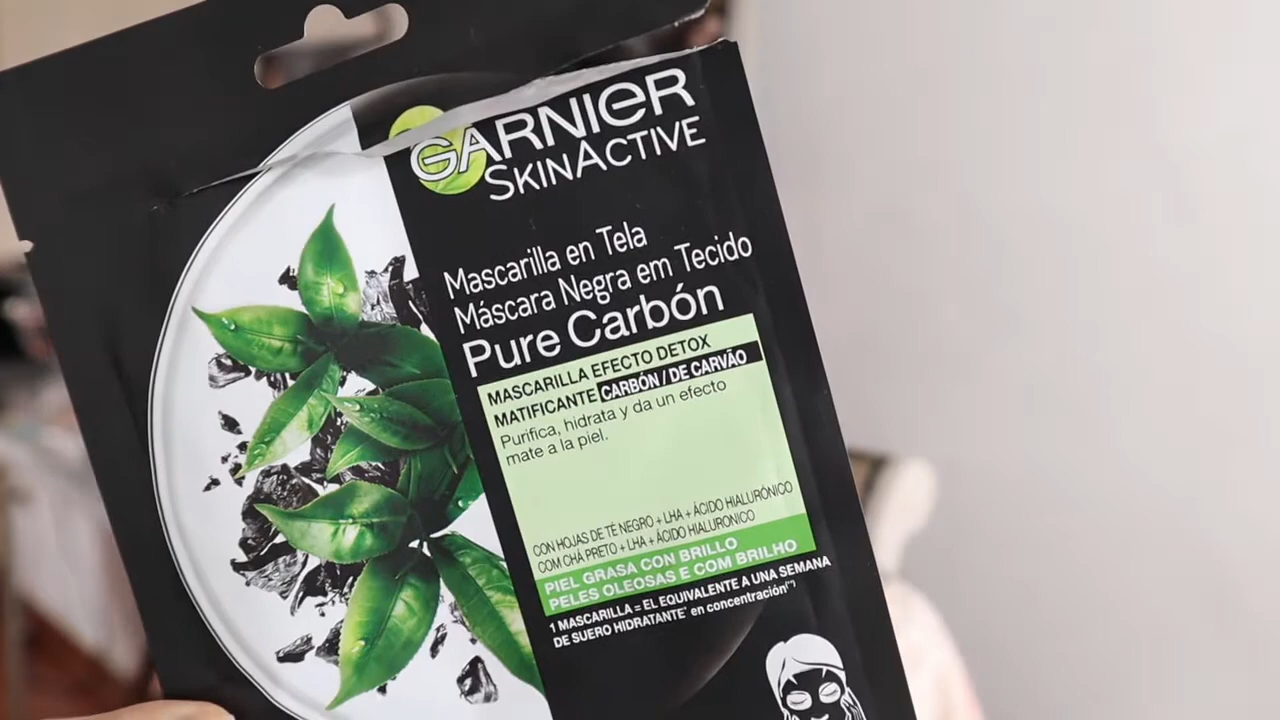 GARNIER
SKINACTIVE
Mascarilla en Tela
Máscara Negra em Tecido
Pure Carbón
MASCARILLA EFECTO DETOX
MATIFICANTE CARBÓN / DE CARVÃO
Purifica, hidrata y da un efecto
mate a la piel.
CON HOJAS DE TÉ NEGRO + LHA + ÁCIDO HIALURÓNICO
COM CHÁ PRETO + LHA + ÁCIDO HIALURONICO
PIEL GRASA CON BRILLO
PELES OLEOSAS E COM BRILHO
1 MASCARILLA = EL EQUIVALENTE A UNA SEMANA
DE SUERO HIDRATANTE* en concentración(**)